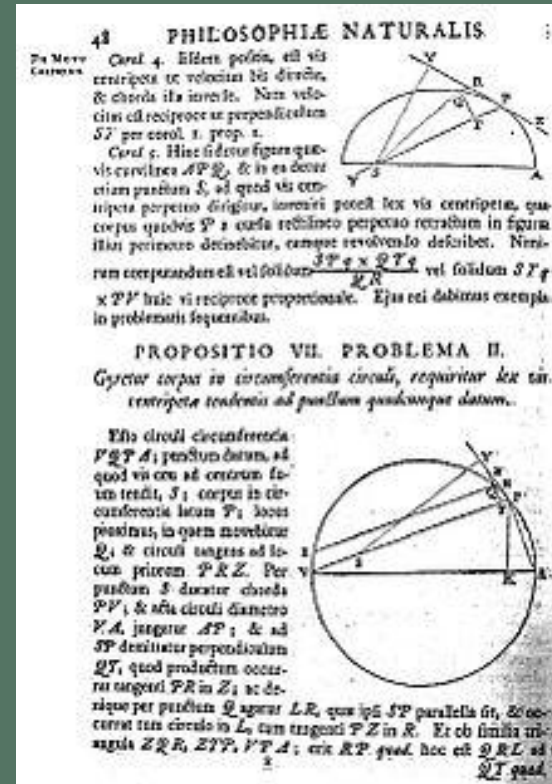 48 PHILOSOPHIÆ NATURALIS
De Motu
Corporum
Corol. 4. Iisdem positis, est vis
centripeta ut velocitas bis directe,
& chorda illa inverse. Nam velo-
citas est reciproce ut perpendiculum
SY per corol. 1. prop. 1.
Corol. 5. Hinc si detur figura quæ-
vis curvilinea APQ, & in ea detur
etiam punctum S, ad quod vis cen-
tripeta perpetuo dirigitur, inveniri potest lex vis centripetæ, qua
corpus quodvis P a cursu rectilineo perpetuo retractum in figuræ
illius perimetro detinebitur, eamque revolvendo describet. Nimi-
rum computandum est vel solidum SPq × QTq / QR vel solidum STq
× PV huic vi reciproce proportionale. Ejus rei dabimus exempla
in problematis sequentibus.
PROPOSITIO VII. PROBLEMA II.
Gyretur corpus in circumferentia circuli, requiritur lex vis
centripetæ tendentis ad punctum quodcunque datum.
Esto circuli circumferentia
VQPA; punctum datum, ad
quod vis ceu ad centrum su-
um tendit, S; corpus in cir-
cumferentia latum P; locus
proximus, in quem movebitur
Q; & circuli tangens ad lo-
cum priorem PRZ. Per
punctum S ducatur chorda
PV; & acta circuli diametro
VA, jungatur AP; & ad
SP demittatur perpendiculum
QT, quod productum occur-
rat tangenti PR in Z; ac de-
nique per punctum Q agatur LR, quæ ipsi SP parallela sit, & oc-
currat tum circulo in L, tum tangenti PZ in R. Et ob similia tri-
angula ZQR, ZTP, VPA; erit RP quad. hoc est QRL ad
QT quad.